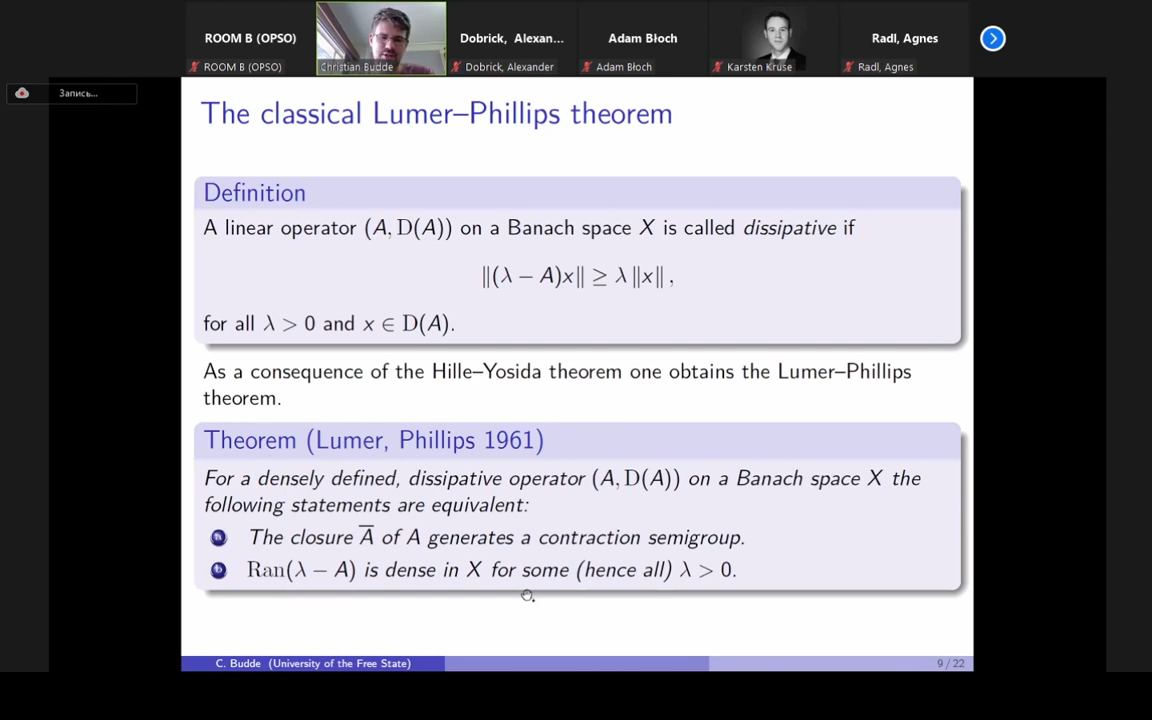 ROOM B (OPSO)
Dobrick, Alexan...
Adam Błoch
Radl, Agnes
ROOM B (OPSO)
Christian Budde
Dobrick, Alexander
Adam Błoch
Karsten Kruse
Radl, Agnes
Запись...
The classical Lumer–Phillips theorem
Definition
A linear operator (A, D(A)) on a Banach space X is called dissipative if
‖(λ − A)x‖ ≥ λ ‖x‖ ,
for all λ > 0 and x ∈ D(A).
As a consequence of the Hille–Yosida theorem one obtains the Lumer–Phillips
theorem.
Theorem (Lumer, Phillips 1961)
For a densely defined, dissipative operator (A, D(A)) on a Banach space X the
following statements are equivalent:
a The closure A̅ of A generates a contraction semigroup.
b Ran(λ − A) is dense in X for some (hence all) λ > 0.
C. Budde (University of the Free State)
9 / 22